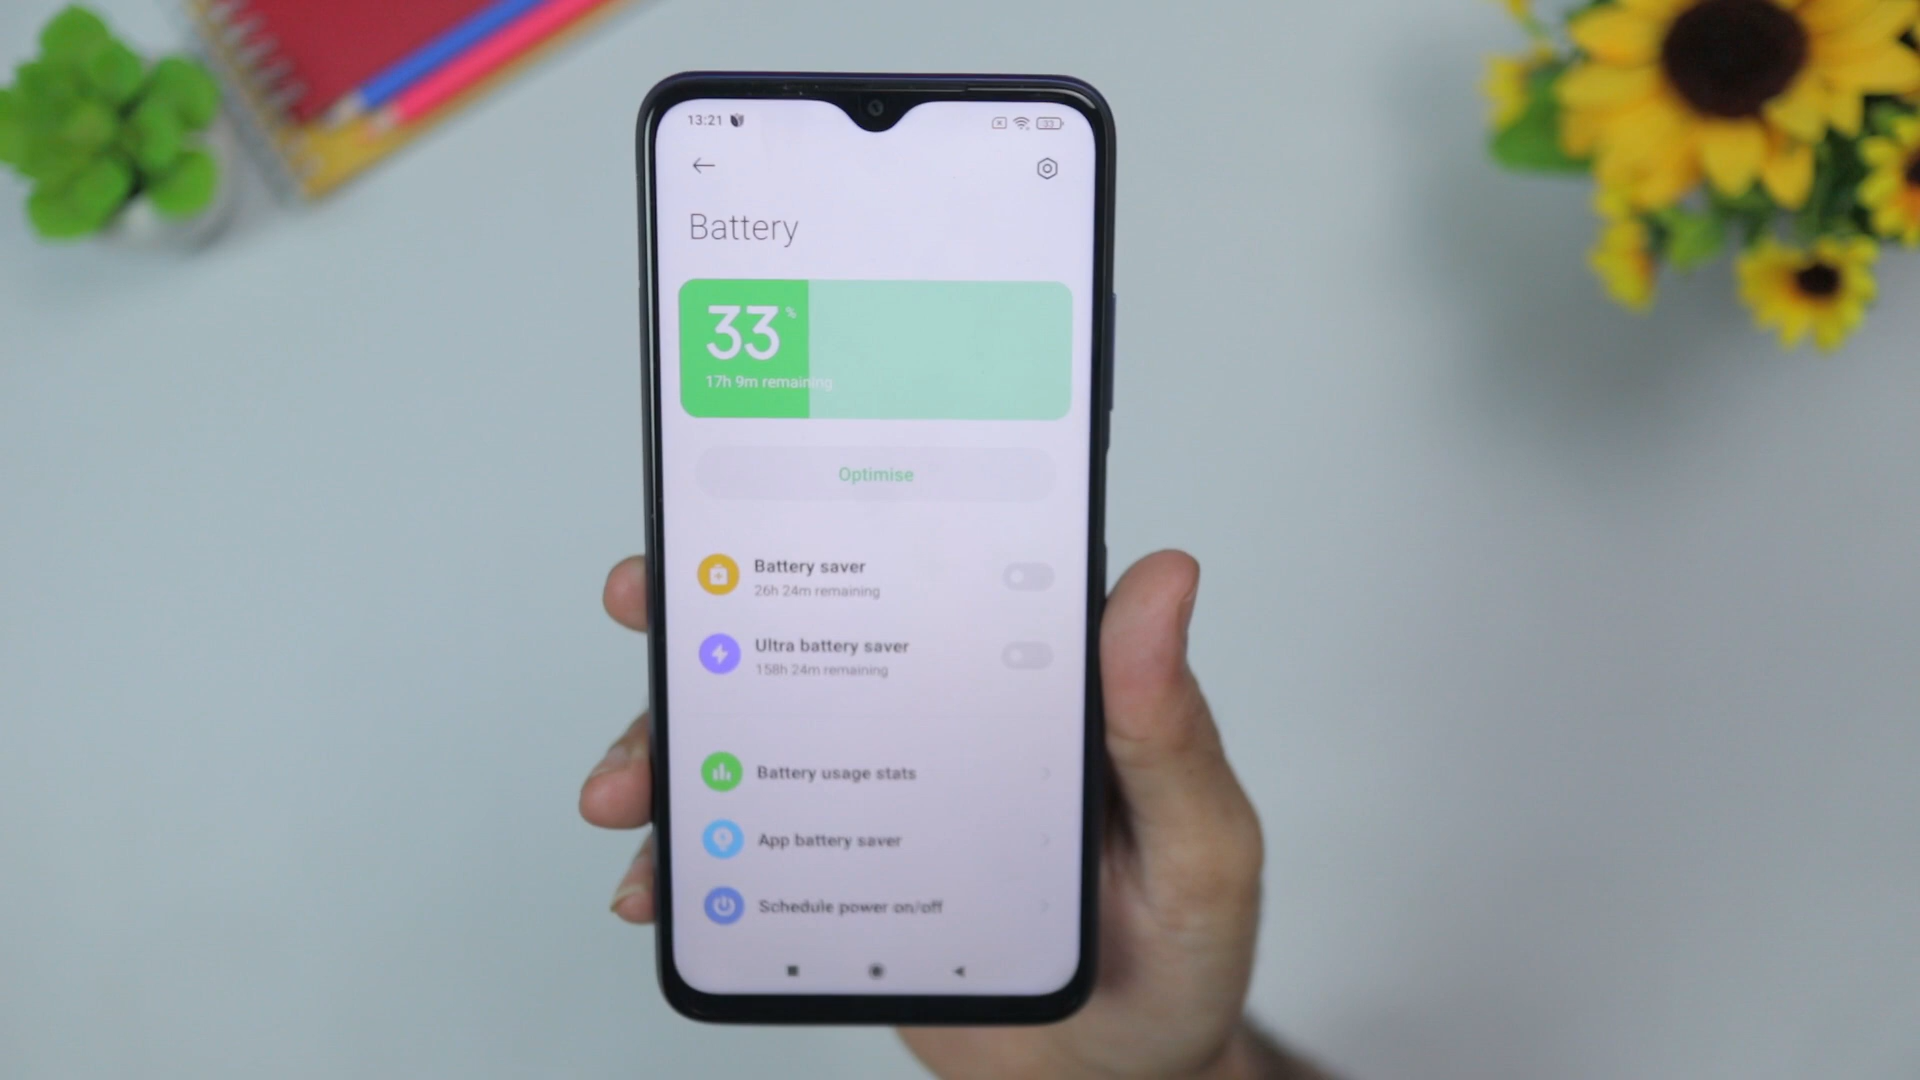 13:21
33
Battery
33%
17h 9m remaining
Optimise
Battery saver
26h 24m remaining
Ultra battery saver
158h 24m remaining
Battery usage stats
App battery saver
Schedule power on/off